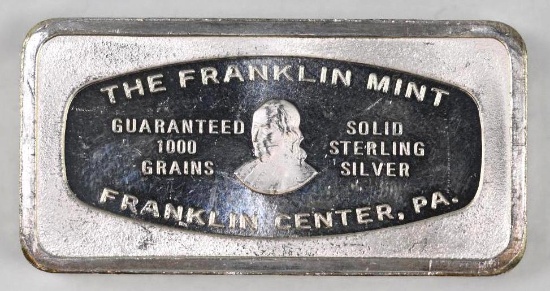 THE FRANKLIN MINT
GUARANTEED
1000
GRAINS
SOLID
STERLING
SILVER
FRANKLIN CENTER, PA.